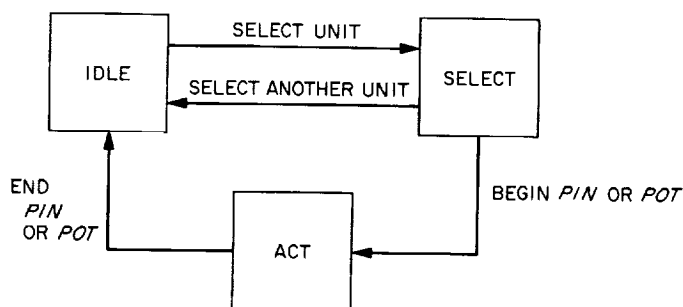 SELECT UNIT
IDLE
SELECT
SELECT ANOTHER UNIT
END
PIN
OR POT
BEGIN PIN OR POT
ACT